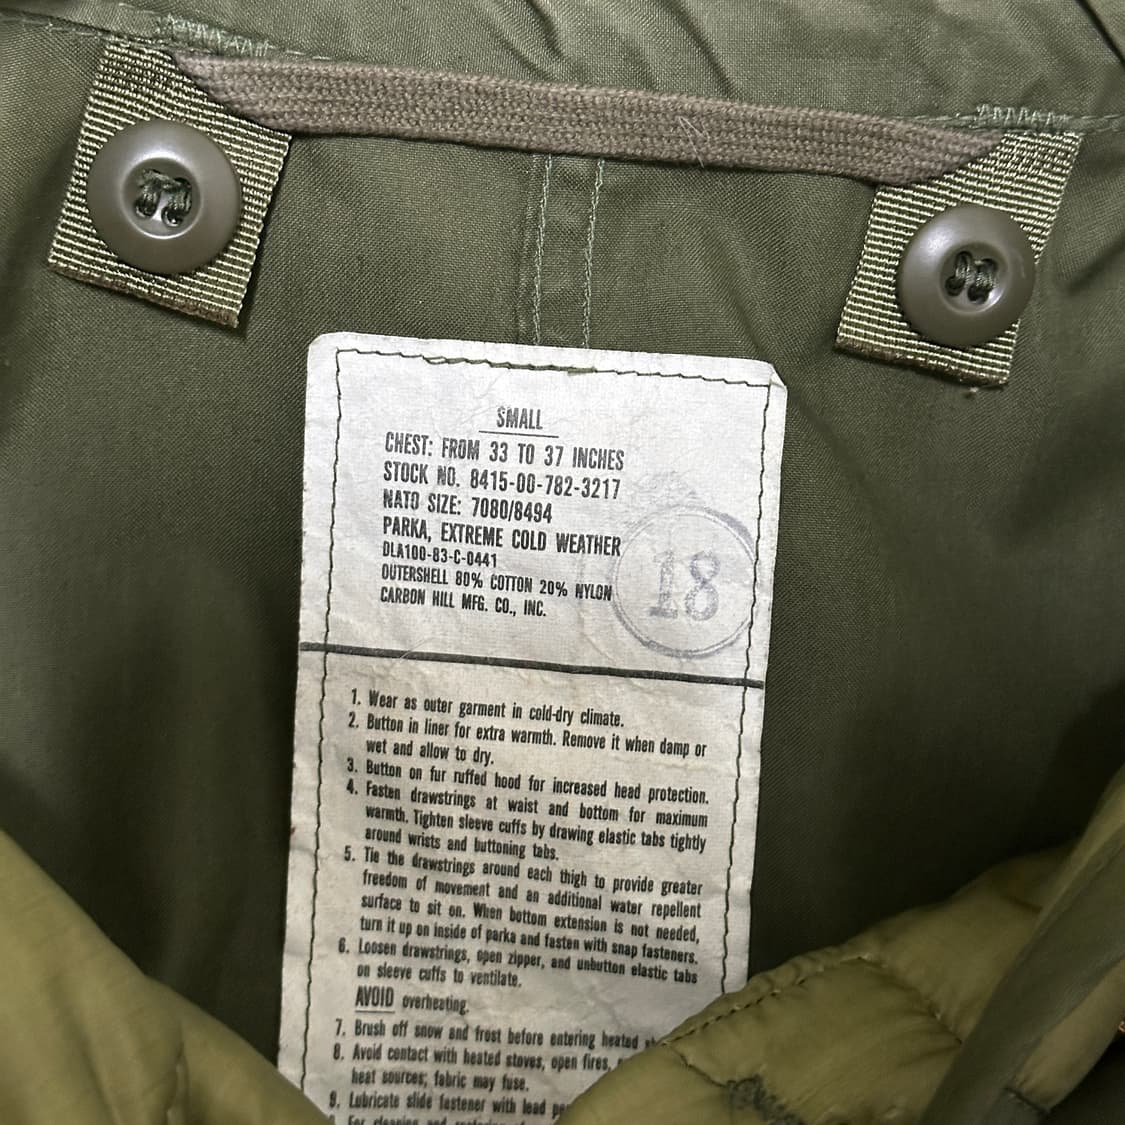 SMALL
CHEST: FROM 33 TO 37 INCHES
STOCK NO. 8415-00-782-3217
NATO SIZE: 7080/8494
PARKA, EXTREME COLD WEATHER
DLA100-83-C-0441
OUTERSHELL 80% COTTON 20% NYLON
CARBON HILL MFG. CO., INC.
18
1. Wear as outer garment in cold-dry climate.
2. Button in liner for extra warmth. Remove it when damp or
wet and allow to dry.
3. Button on fur ruffed hood for increased head protection.
4. Fasten drawstrings at waist and bottom for maximum
warmth. Tighten sleeve cuffs by drawing elastic tabs tightly
around wrists and buttoning tabs.
5. Tie the drawstrings around each thigh to provide greater
freedom of movement and an additional water repellent
surface to sit on. When bottom extension is not needed,
turn it up on inside of parka and fasten with snap fasteners.
6. Loosen drawstrings, open zipper, and unbutton elastic tabs
on sleeve cuffs to ventilate.
AVOID overheating.
7. Brush off snow and frost before entering heated
8. Avoid contact with heated stoves, open fires,
heat sources; fabric may fuse.
9. Lubricate slide fastener with lead
For cleaning and